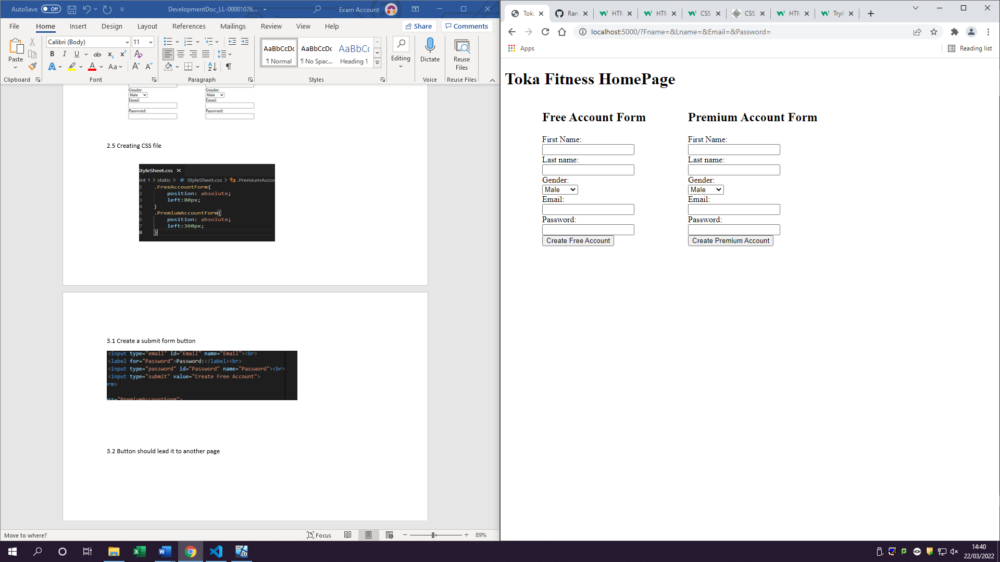 AutoSave Off DevelopmentDoc_LL-00001076... Exam Account
File Home Insert Design Layout References Mailings Review View Help Share Comments
Calibri (Body) 11
Paste
Clipboard Font Paragraph Styles Voice Reuse Files
AaBbCcDc AaBbCcDc AaBbCc
¶ Normal ¶ No Spac... Heading 1
Editing Dictate Reuse Files
Gender: Gender:
Male Male
Email: Email:
Password: Password:
2.5 Creating CSS file
StyleSheet.css ×
int 1 > static > # StyleSheet.css > .PremiumAccou
1 .FreeAccountForm{
2 position: absolute;
3 left:80px;
4 }
5 .PremiumAccountForm{
6 position: absolute;
7 left:360px;
8 }
3.1 Create a submit form button
<input type="email" id="Email" name="Email"><br>
<label for="Password">Password:</label><br>
<input type="password" id="Password" name="Password"><br>
<input type="submit" value="Create Free Account">
orm>
ass="PremiumAccountForm">
3.2 Button should lead it to another page
Move to where? Focus 89%
Toka Ran HTM HTM CSS CSS HTM Tryit
localhost:5000/?Fname=&Lname=&Email=&Password=
Apps Reading list
Toka Fitness HomePage
Free Account Form Premium Account Form
First Name: First Name:
Last name: Last name:
Gender: Gender:
Male Male
Email: Email:
Password: Password:
Create Free Account Create Premium Account
14:40
22/03/2022